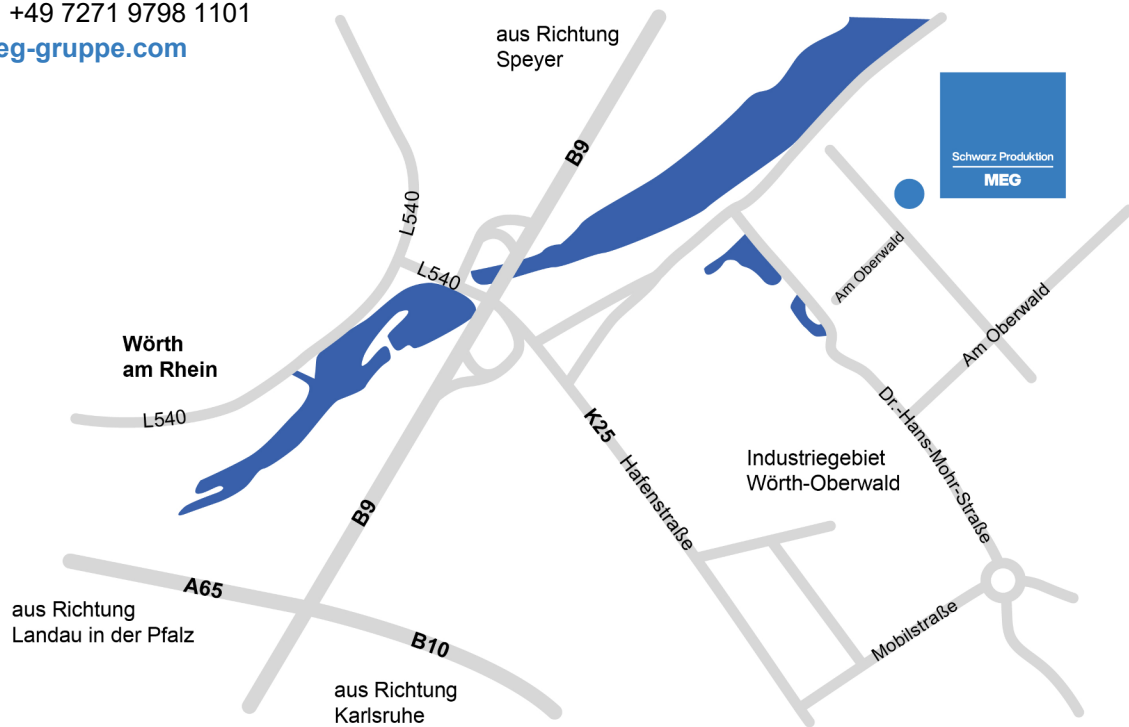 +49 7271 9798 1101
eg-gruppe.com
aus Richtung
Speyer
B9
Schwarz Produktion
MEG
L540
L540
Am Oberwald
Am Oberwald
Wörth
am Rhein
L540
K25
Hafenstraße
Dr.-Hans-Mohr-Straße
Industriegebiet
Wörth-Oberwald
B9
A65
aus Richtung
Landau in der Pfalz
B10
Mobilstraße
aus Richtung
Karlsruhe